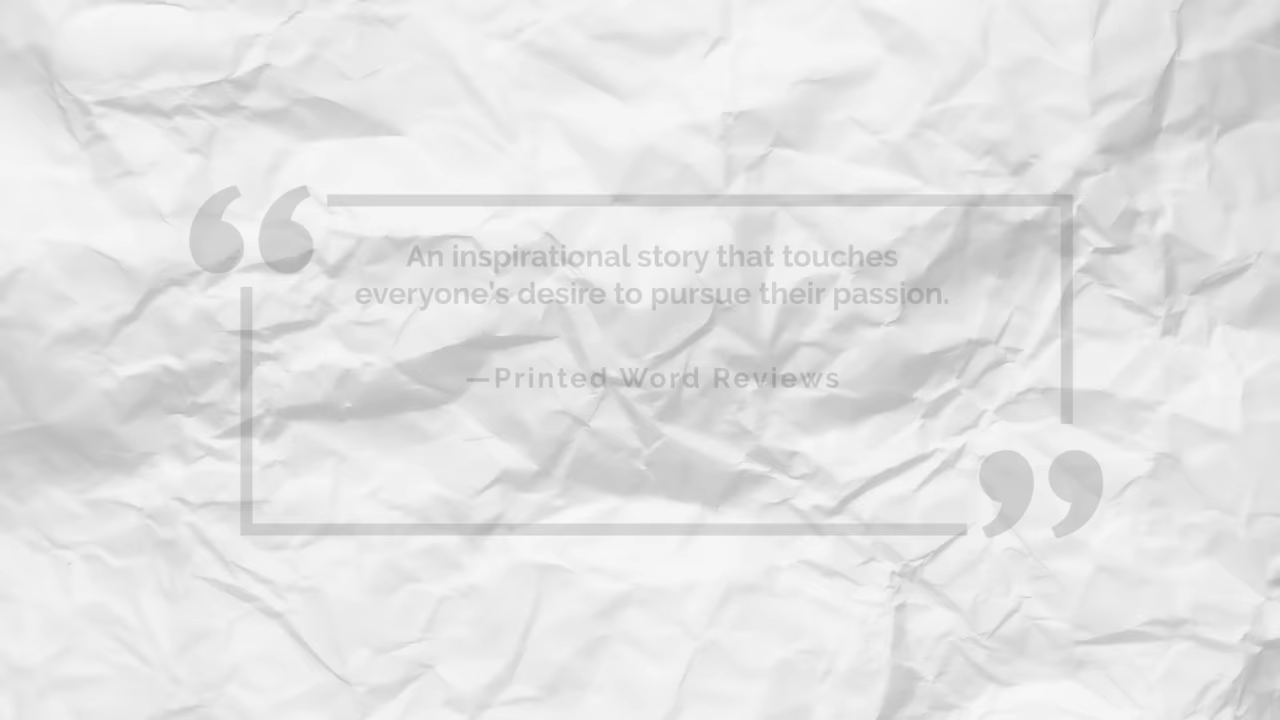 An inspirational story that touches
everyone's desire to pursue their passion.
—Printed Word Reviews